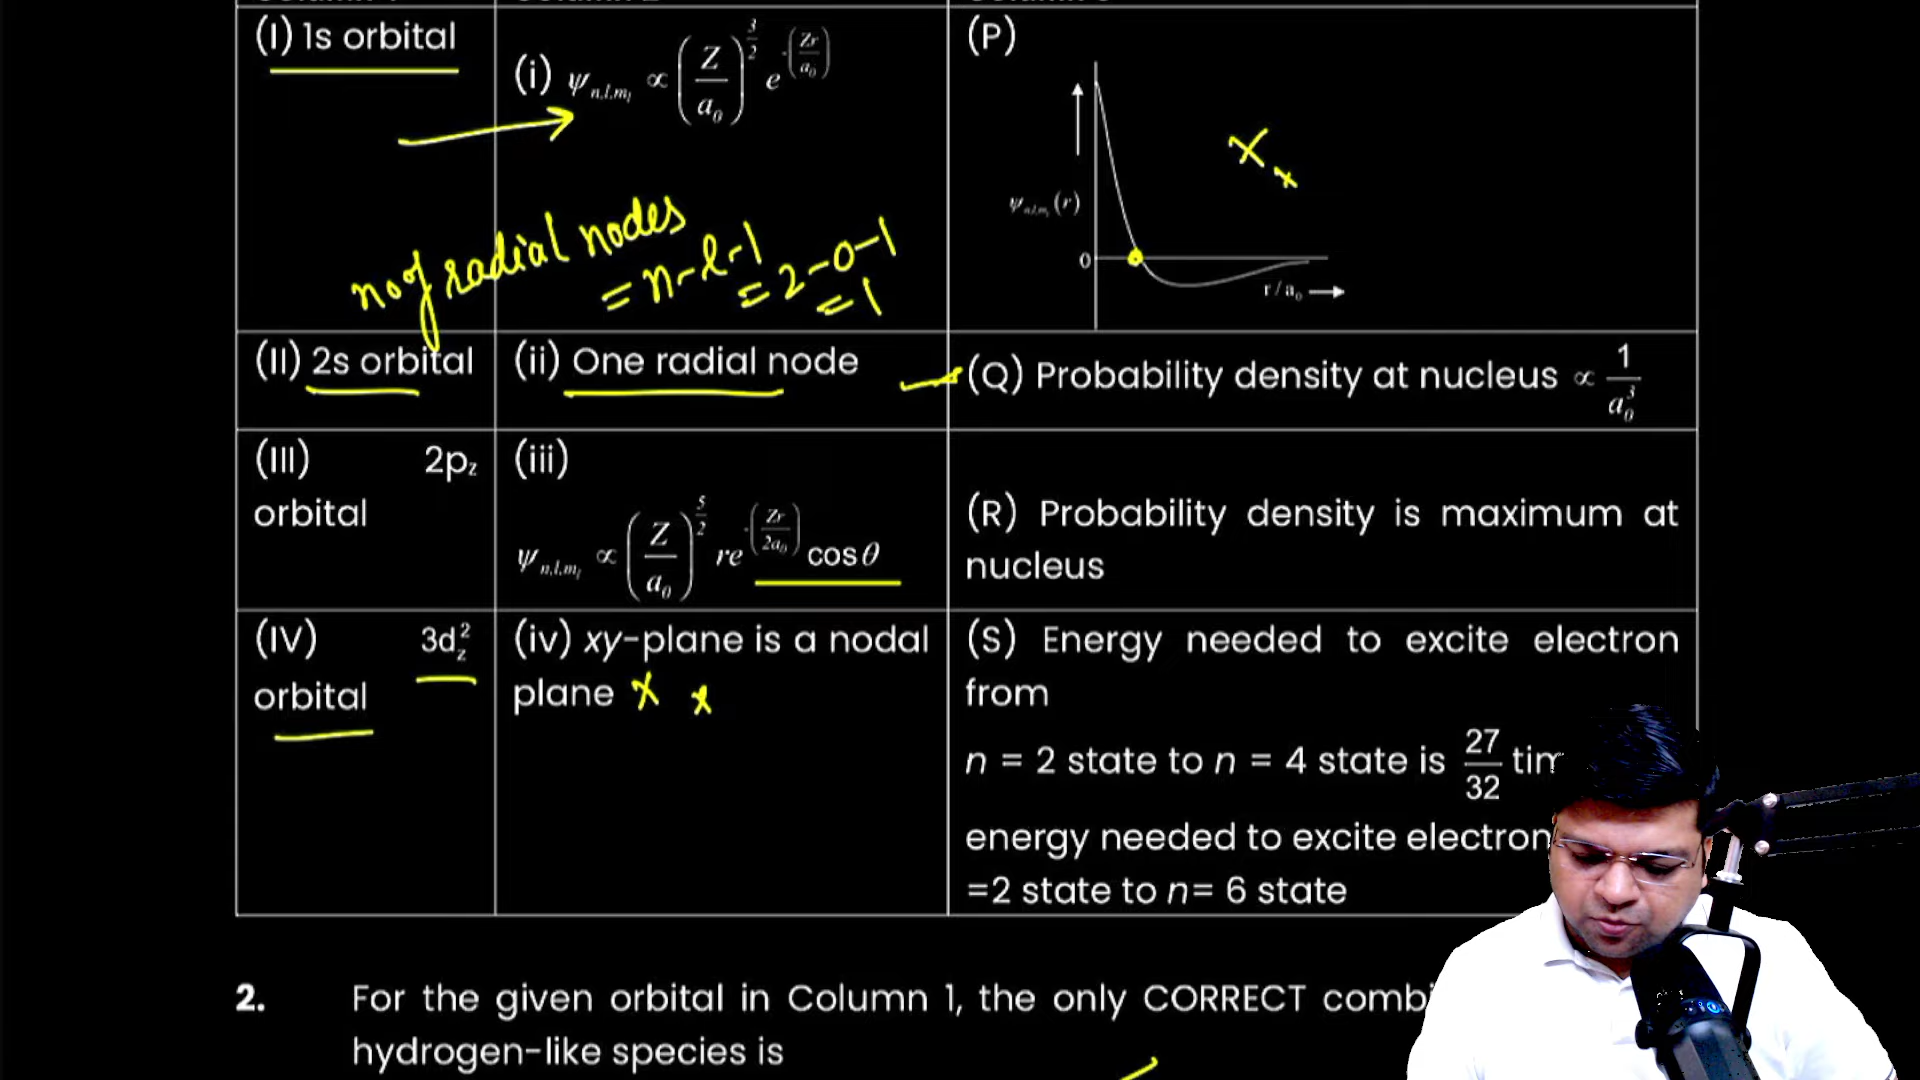 (I) 1s orbital
(i) ψn,l,ml ∝ (Z/a0)^3/2 e^-(Zr/a0)
(P)
ψn,l,ml(r)
0
r/a0
no of radial nodes
= n-l-1
= 2-0-1
= 1
(II) 2s orbital
(ii) One radial node
(Q) Probability density at nucleus ∝ 1/a0^3
(III) 2pz
orbital
(iii)
ψn,l,ml ∝ (Z/a0)^5/2 re^-(Zr/2a0) cosθ
(R) Probability density is maximum at
nucleus
(IV) 3dz^2
orbital
(iv) xy-plane is a nodal
plane x x
(S) Energy needed to excite electron
from
n = 2 state to n = 4 state is 27/32
energy needed to excite electron
=2 state to n= 6 state
2. For the given orbital in Column 1, the only CORRECT
hydrogen-like species is